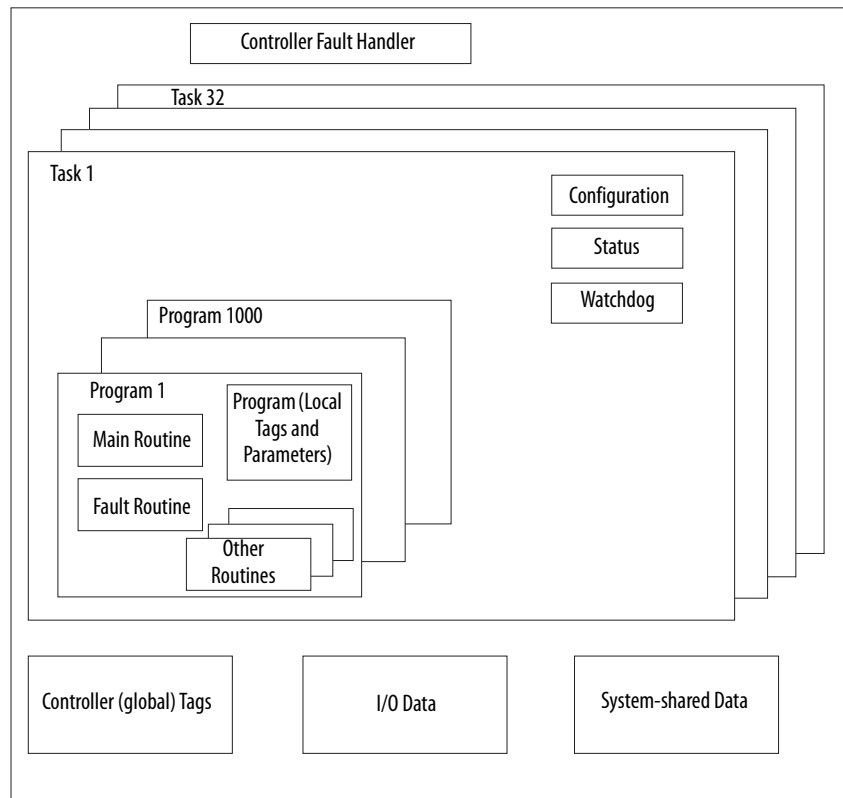 Controller Fault Handler
Task 32
Task 1
Configuration
Status
Watchdog
Program 1000
Program 1
Program (Local
Tags and
Parameters)
Main Routine
Fault Routine
Other
Routines
Controller (global) Tags
I/O Data
System-shared Data